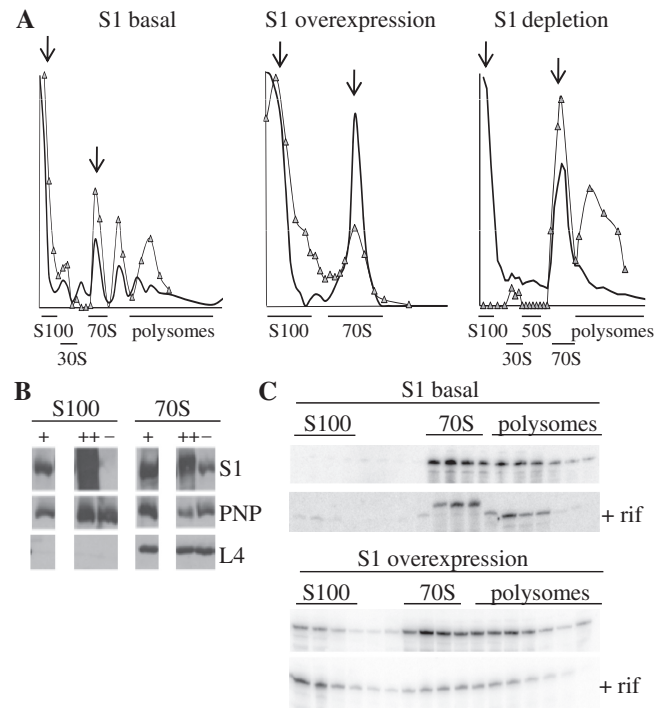 A
S1 basal
S1 overexpression
S1 depletion
S100
30S
70S
polysomes
S100
70S
S100
30S
50S
70S
polysomes
B
S100
70S
+
++
−
+
++
−
S1
PNP
L4
C
S1 basal
S100
70S
polysomes
+ rif
S1 overexpression
S100
70S
polysomes
+ rif